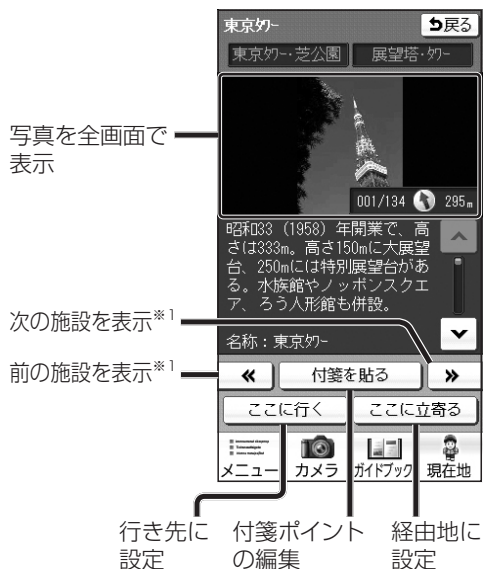 東京ﾀﾜｰ
戻る
東京ﾀﾜｰ・芝公園
展望塔・ﾀﾜｰ
写真を全画面で
表示
001/134
295m
昭和33（1958）年開業で、高
さは333m。高さ150mに大展望
台、250mには特別展望台があ
る。水族館やノッポンスクエ
ア、ろう人形館も併設。
次の施設を表示※1
名称：東京ﾀﾜｰ
前の施設を表示※1
≪
付箋を貼る
≫
ここに行く
ここに立寄る
メニュー
カメラ
ガイドブック
現在地
行き先に
設定
付箋ポイント
の編集
経由地に
設定